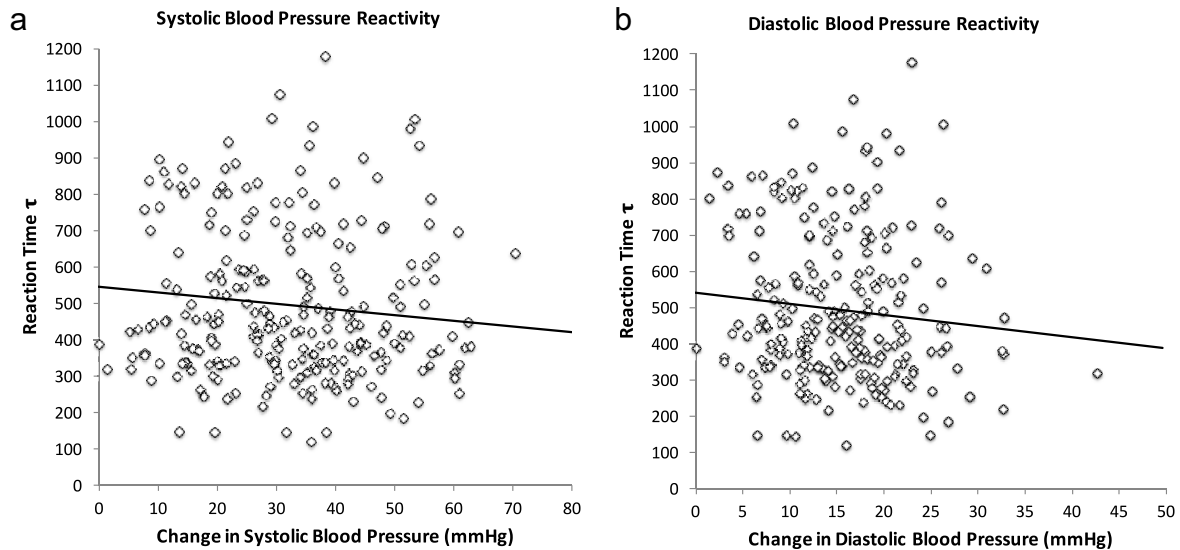 a
Systolic Blood Pressure Reactivity
Reaction Time τ
1200
1100
1000
900
800
700
600
500
400
300
200
100
0
0 10 20 30 40 50 60 70 80
Change in Systolic Blood Pressure (mmHg)
b
Diastolic Blood Pressure Reactivity
Reaction Time τ
1200
1100
1000
900
800
700
600
500
400
300
200
100
0
0 5 10 15 20 25 30 35 40 45 50
Change in Diastolic Blood Pressure (mmHg)